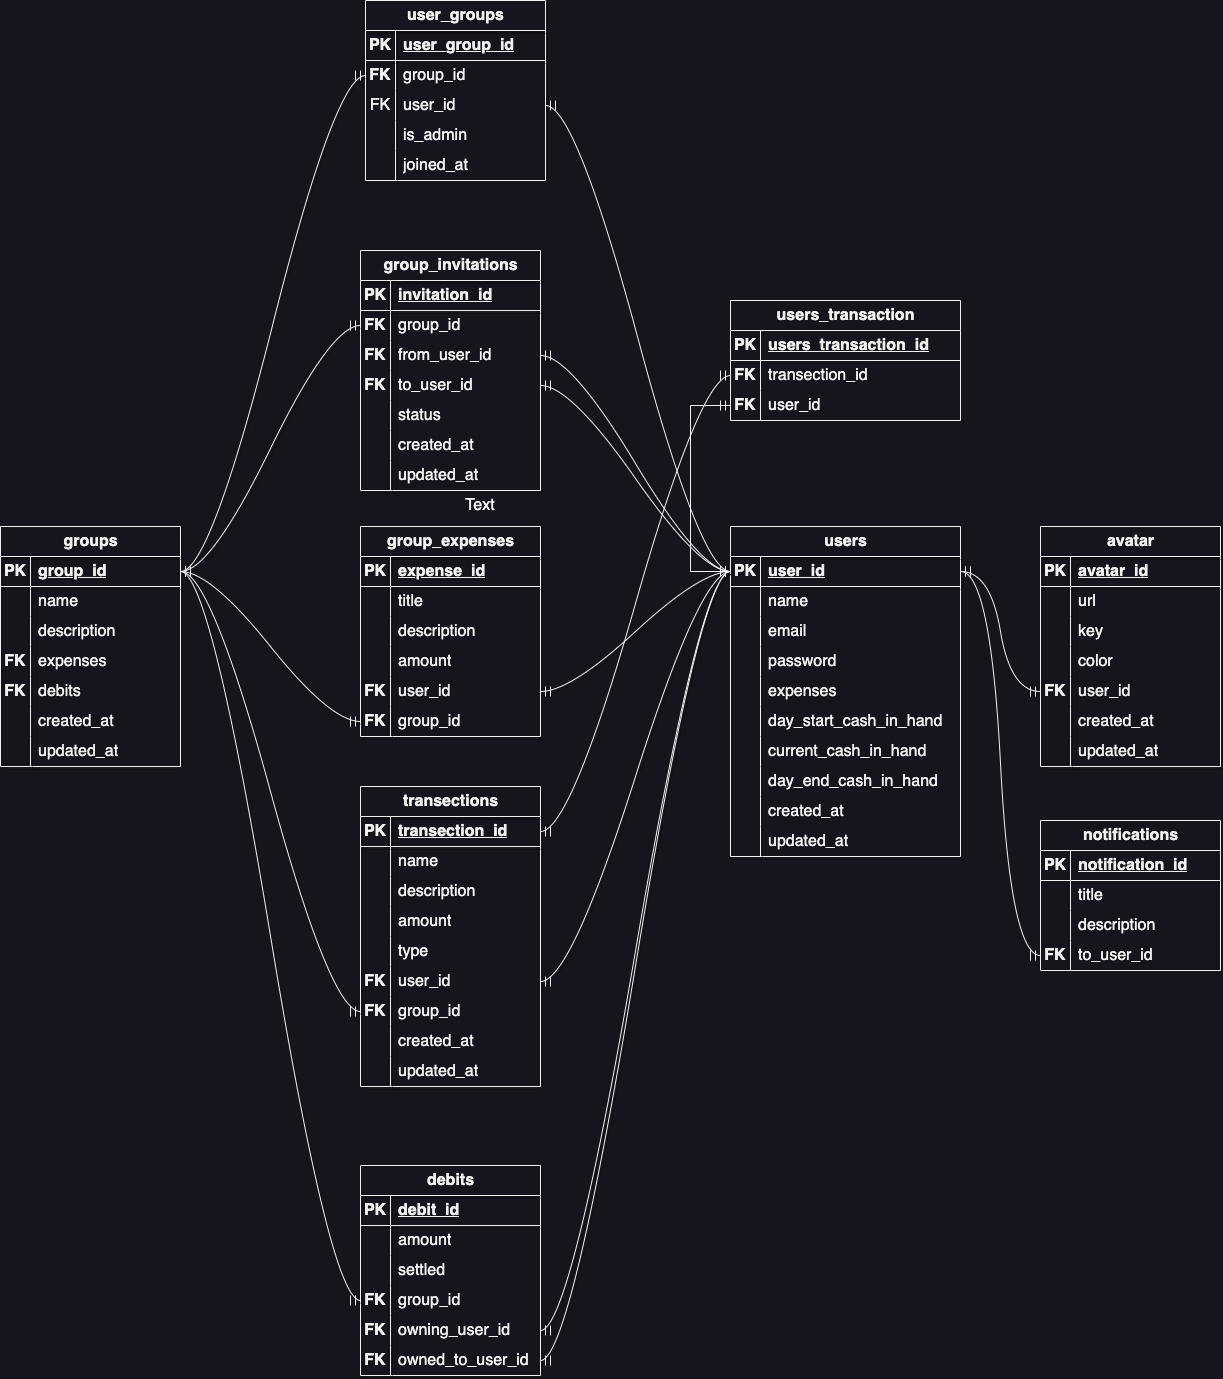 user_groups
PK user_group_id
FK group_id
FK user_id
is_admin
joined_at
group_invitations
PK invitation_id
FK group_id
FK from_user_id
FK to_user_id
status
created_at
updated_at
Text
users_transaction
PK users_transaction_id
FK transection_id
FK user_id
groups
PK group_id
name
description
FK expenses
FK debits
created_at
updated_at
group_expenses
PK expense_id
title
description
amount
FK user_id
FK group_id
users
PK user_id
name
email
password
expenses
day_start_cash_in_hand
current_cash_in_hand
day_end_cash_in_hand
created_at
updated_at
avatar
PK avatar_id
url
key
color
FK user_id
created_at
updated_at
transections
PK transection_id
name
description
amount
type
FK user_id
FK group_id
created_at
updated_at
notifications
PK notification_id
title
description
FK to_user_id
debits
PK debit_id
amount
settled
FK group_id
FK owning_user_id
FK owned_to_user_id